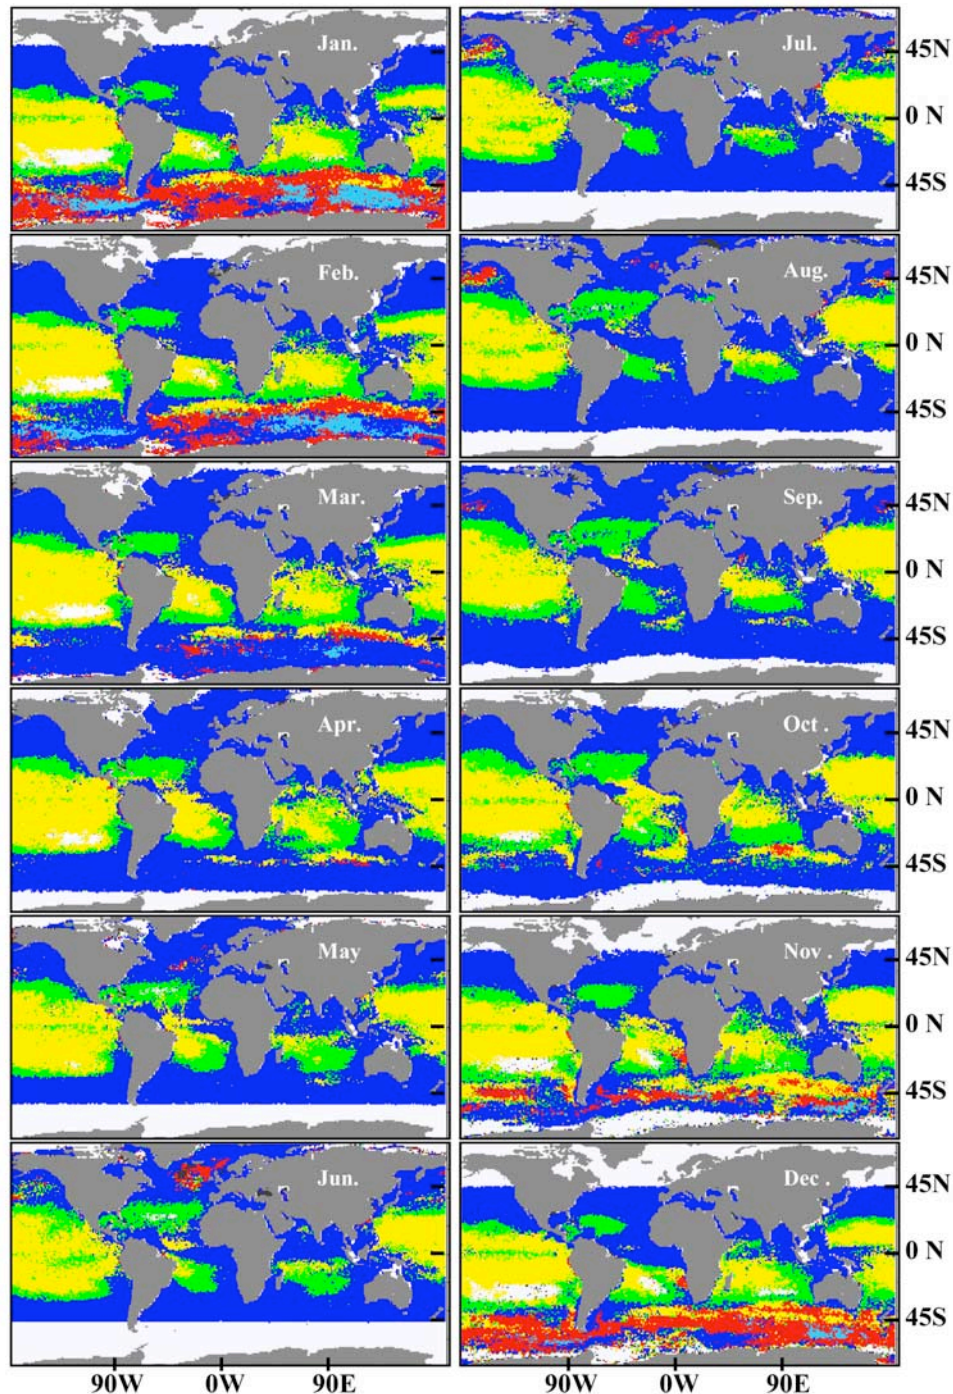 Jan.
Jul.
45N
0 N
45S
Feb.
Aug.
45N
0 N
45S
Mar.
Sep.
45N
0 N
45S
Apr.
Oct .
45N
0 N
45S
May
Nov .
45N
0 N
45S
Jun.
Dec .
45N
0 N
45S
90W 0W 90E
90W 0W 90E